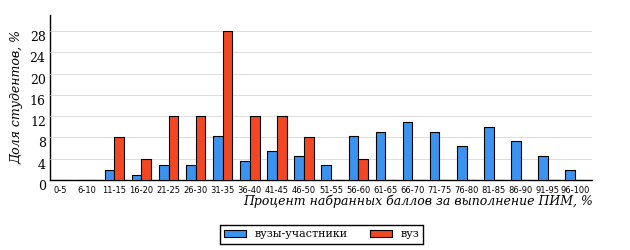 Доля студентов, %
28
24
20
16
12
8
4
0
0-5 6-10 11-15 16-20 21-25 26-30 31-35 36-40 41-45 46-50 51-55 56-60 61-65 66-70 71-75 76-80 81-85 86-90 91-95 96-100
Процент набранных баллов за выполнение ПИМ, %
вузы-участники вуз